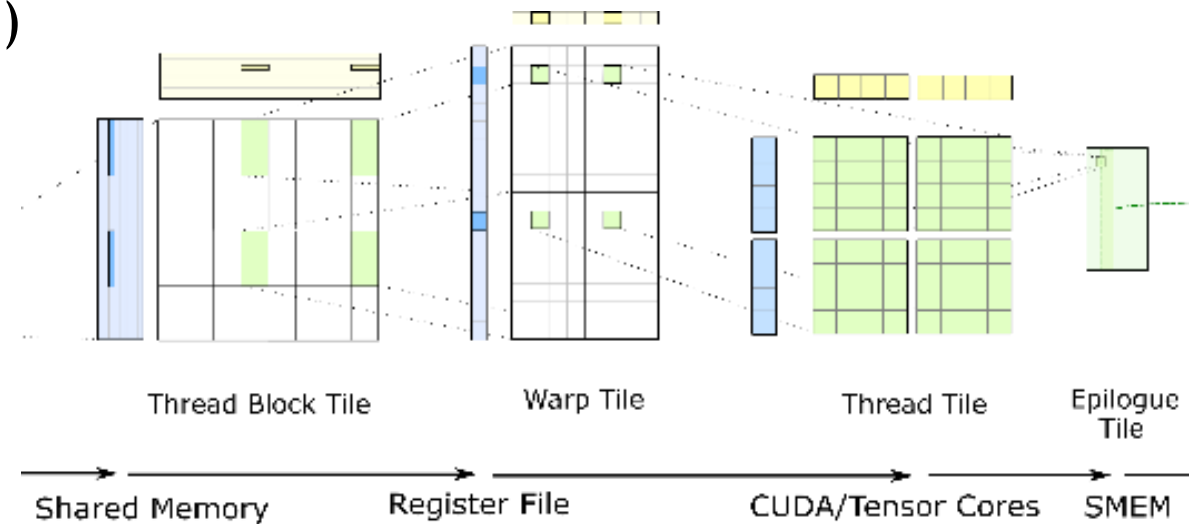 )
Thread Block Tile
Warp Tile
Thread Tile
Epilogue
Tile
Shared Memory
Register File
CUDA/Tensor Cores
SMEM